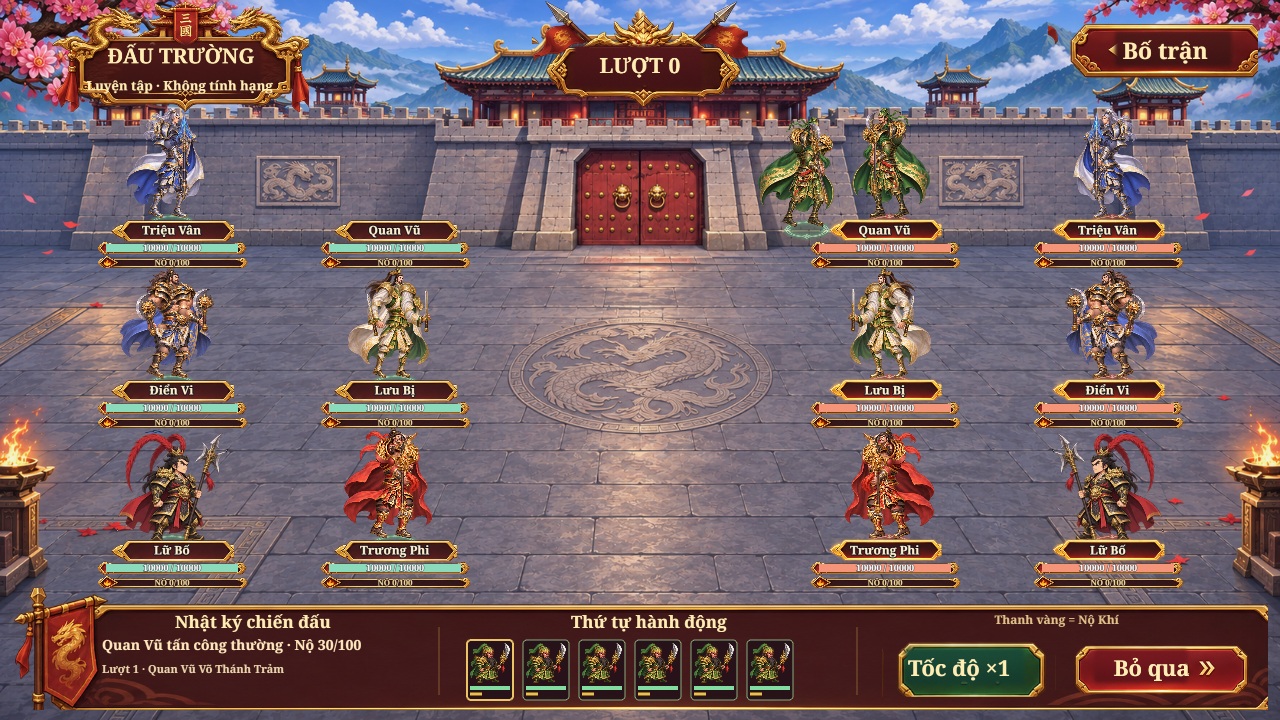 三
國
ĐẤU TRƯỜNG
Luyện tập · Không tính hạng
LƯỢT 0
Bố trận
Triệu Vân
10000 / 10000
NỘ 0/100
Quan Vũ
10000 / 10000
NỘ 0/100
Quan Vũ
10000 / 10000
NỘ 0/100
Triệu Vân
10000 / 10000
NỘ 0/100
Điển Vi
10000 / 10000
NỘ 0/100
Lưu Bị
10000 / 10000
NỘ 0/100
Lưu Bị
10000 / 10000
NỘ 0/100
Điển Vi
10000 / 10000
NỘ 0/100
Lữ Bố
10000 / 10000
NỘ 0/100
Trương Phi
10000 / 10000
NỘ 0/100
Trương Phi
10000 / 10000
NỘ 0/100
Lữ Bố
10000 / 10000
NỘ 0/100
Nhật ký chiến đấu
Quan Vũ tấn công thường · Nộ 30/100
Lượt 1 · Quan Vũ Võ Thánh Trảm
Thứ tự hành động
Thanh vàng = Nộ Khí
Tốc độ ×1
Bỏ qua »